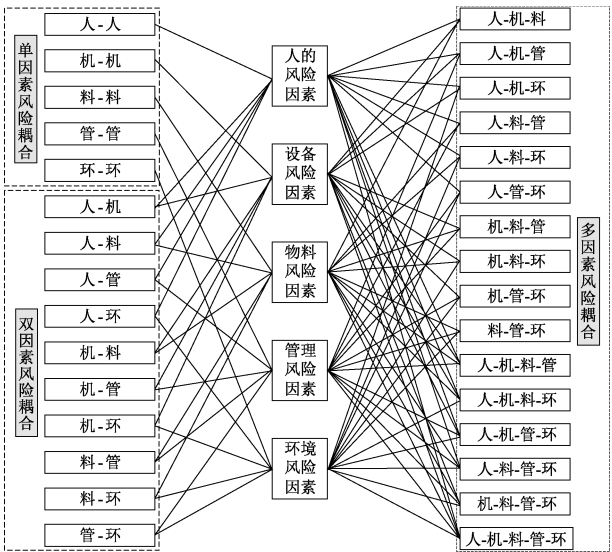 单因素风险耦合
人-人
机-机
料-料
管-管
环-环
双因素风险耦合
人-机
人-料
人-管
人-环
机-料
机-管
机-环
料-管
料-环
管-环
人的
风险
因素
设备
风险
因素
物料
风险
因素
管理
风险
因素
环境
风险
因素
人-机-料
人-机-管
人-机-环
人-料-管
人-料-环
人-管-环
机-料-管
机-料-环
机-管-环
料-管-环
人-机-料-管
人-机-料-环
人-机-管-环
人-料-管-环
机-料-管-环
人-机-料-管-环
多因素风险耦合